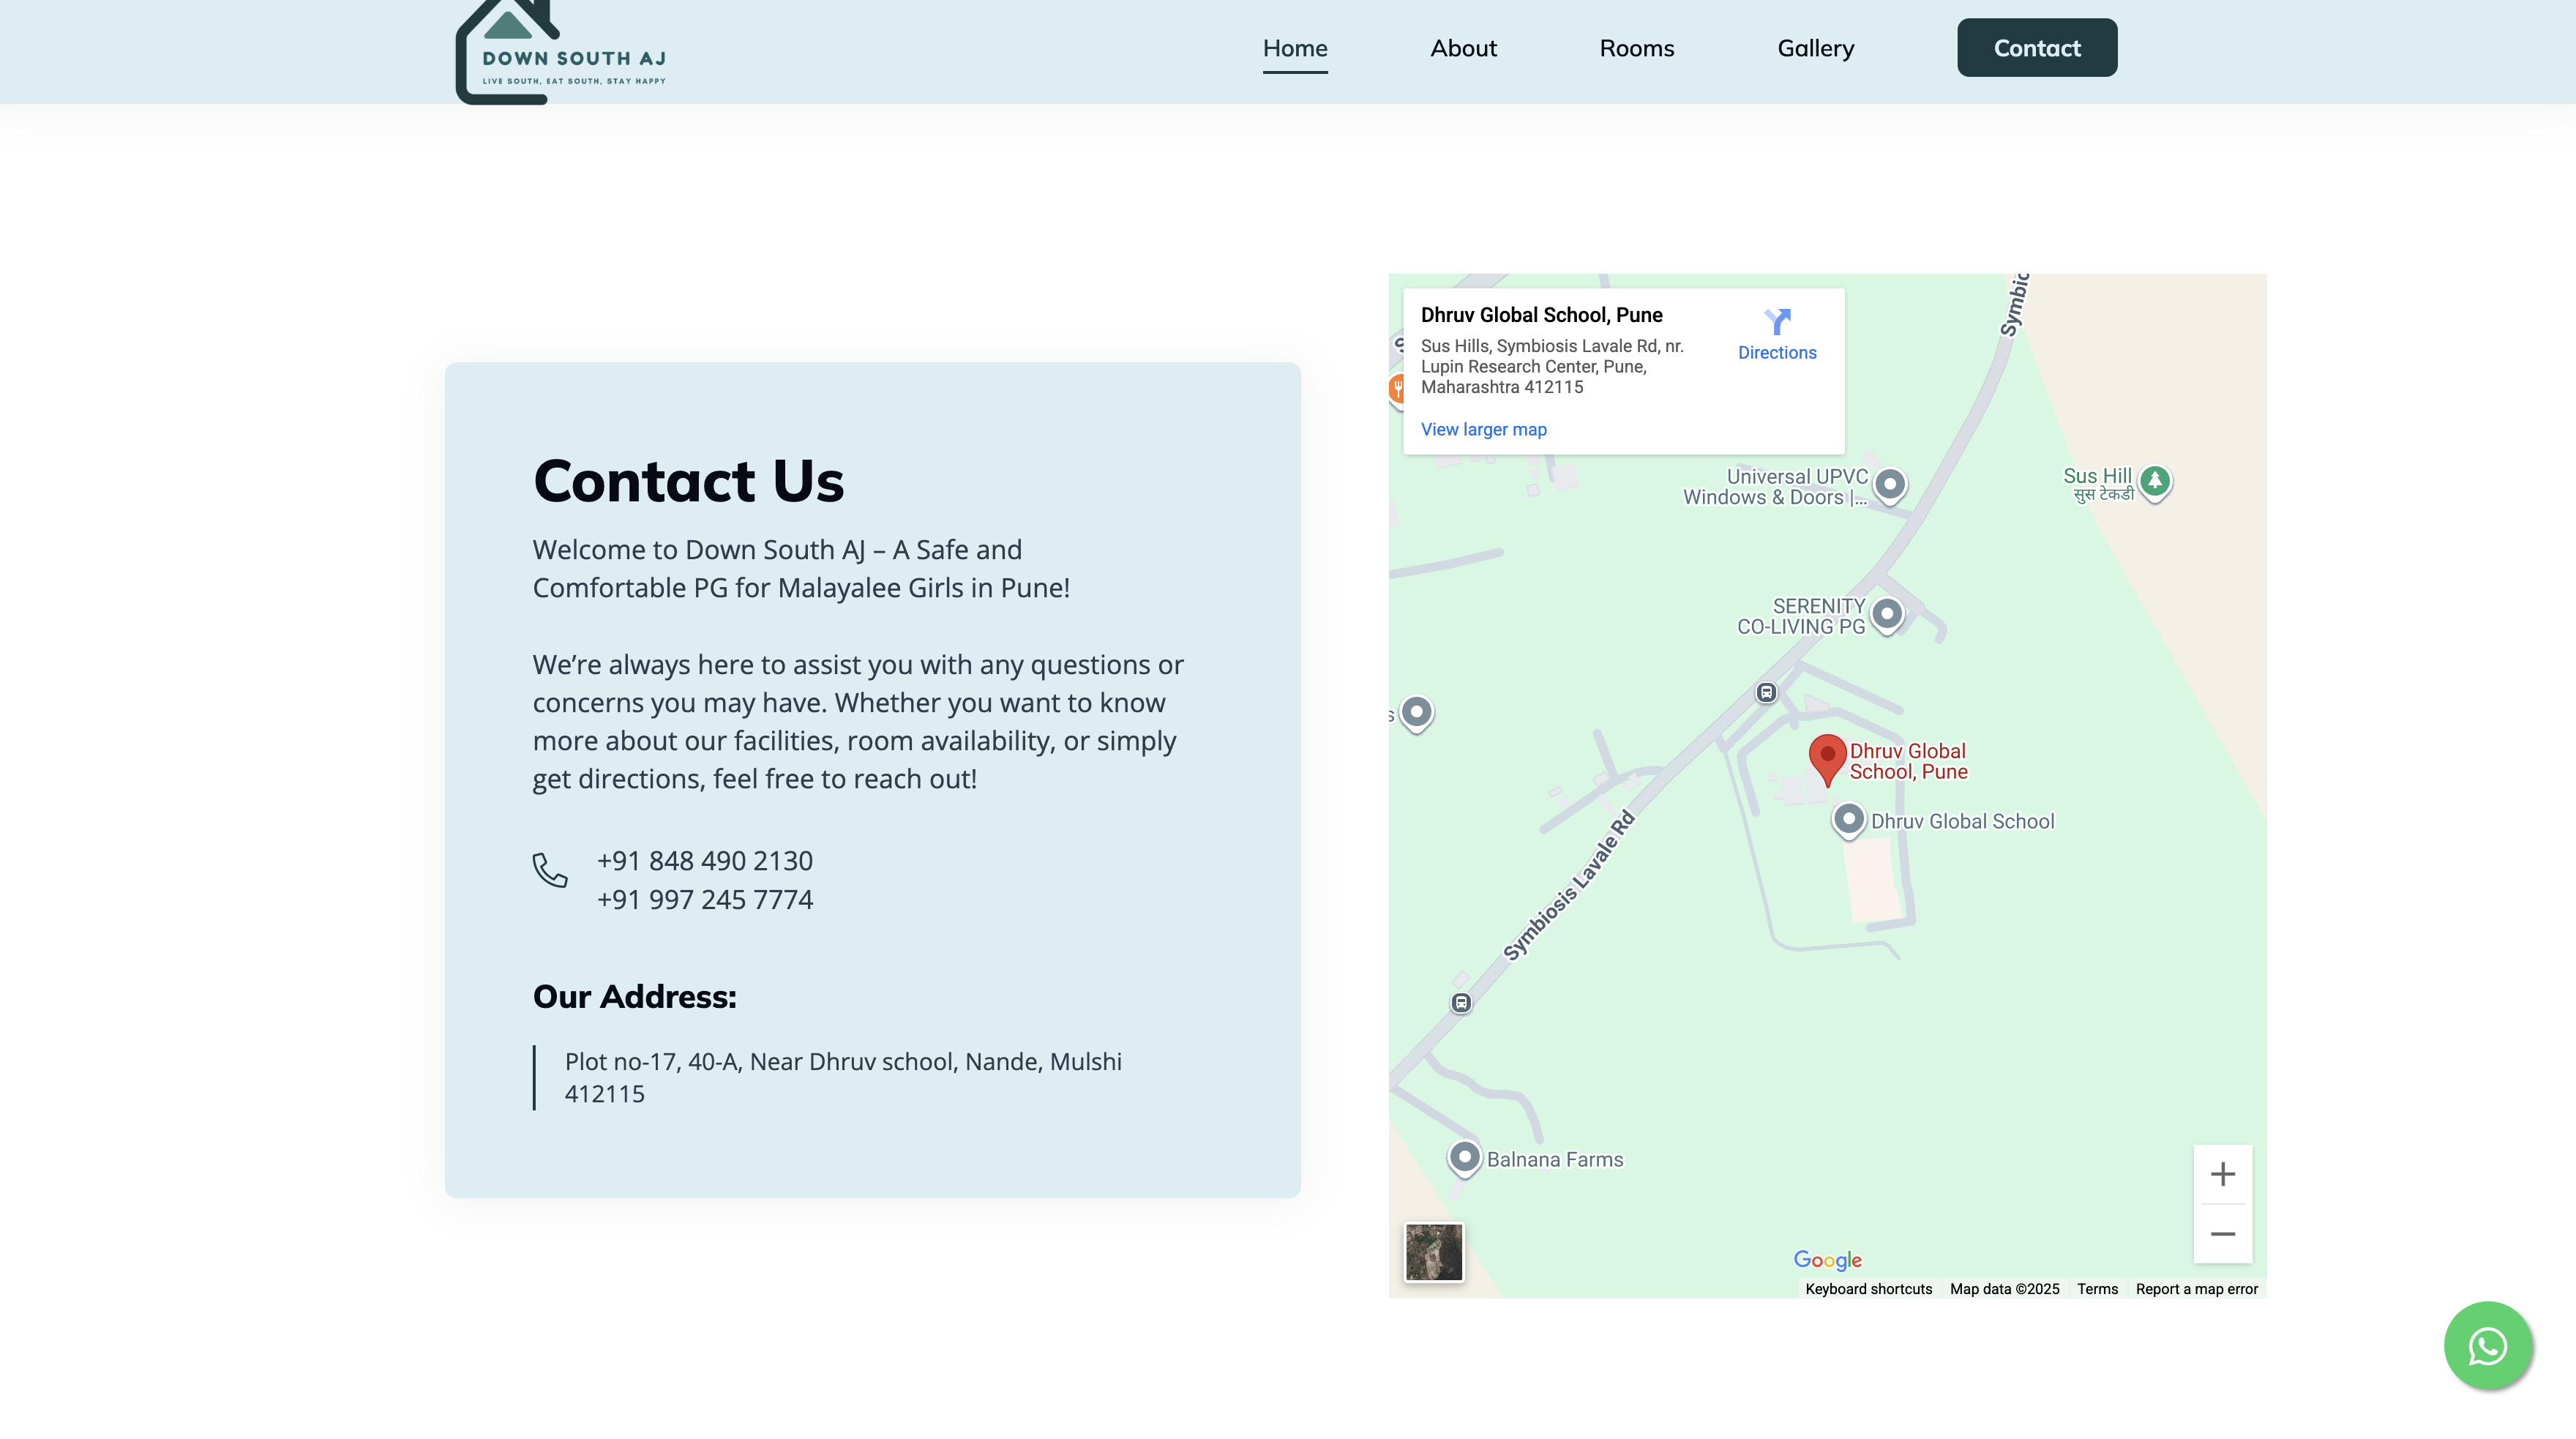 DOWN SOUTH AJ
LIVE SOUTH, EAT SOUTH, STAY HAPPY
Home
About
Rooms
Gallery
Contact
Contact Us
Welcome to Down South AJ – A Safe and
Comfortable PG for Malayalee Girls in Pune!
We’re always here to assist you with any questions or
concerns you may have. Whether you want to know
more about our facilities, room availability, or simply
get directions, feel free to reach out!
+91 848 490 2130
+91 997 245 7774
Our Address:
Plot no-17, 40-A, Near Dhruv school, Nande, Mulshi
412115
Dhruv Global School, Pune
Sus Hills, Symbiosis Lavale Rd, nr.
Lupin Research Center, Pune,
Maharashtra 412115
Directions
View larger map
Universal UPVC
Windows & Doors |...
Sus Hill
सुस टेकडी
SERENITY
CO-LIVING PG
Dhruv Global
School, Pune
Dhruv Global School
Symbiosis Lavale Rd
Balnana Farms
Google
Keyboard shortcuts
Map data ©2025
Terms
Report a map error